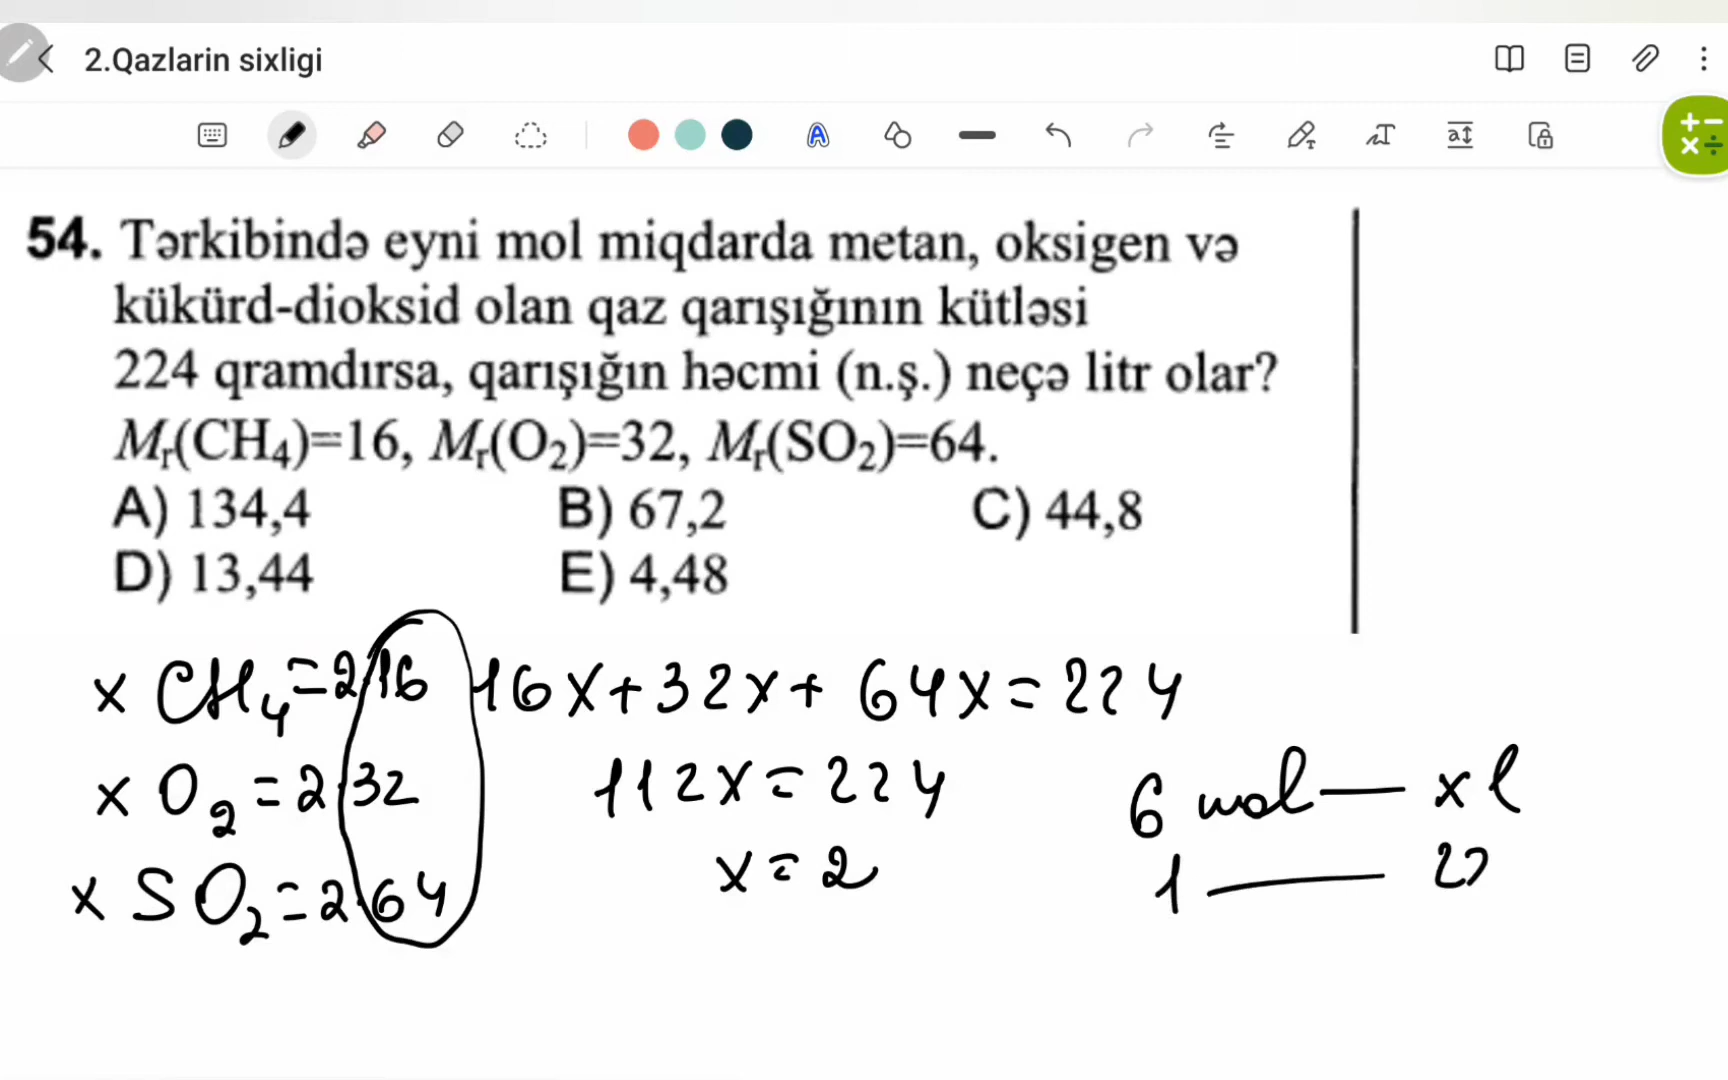 2.Qazlarin sixligi
54. Tərkibində eyni mol miqdarda metan, oksigen və
kükürd-dioksid olan qaz qarışığının kütləsi
224 qramdırsa, qarışığın həcmi (n.ş.) neçə litr olar?
Mr(CH4)=16, Mr(O2)=32, Mr(SO2)=64.
A) 134,4 B) 67,2 C) 44,8
D) 13,44 E) 4,48
x CH4=2·16 16x+32x+64x=224
x O2=2·32 112x=224 6 mol — x l
x SO2=2·64 x=2 1 — 22